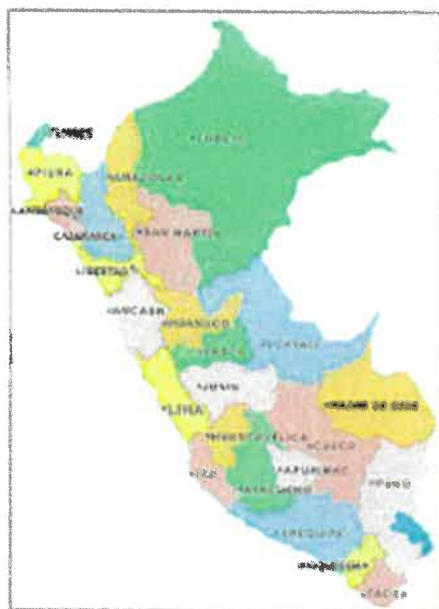 TUMBES
LORETO
PIURA
AMAZONAS
LAMBAYEQUE
CAJAMARCA
SAN MARTIN
LIBERTAD
ANCASH
HUANUCO
UCAYALI
PASCO
JUNIN
LIMA
MADRE DE DIOS
HUANCAVELICA
CUSCO
APURIMAC
ICA
AYACUCHO
PUNO
AREQUIPA
MOQUEGUA
TACNA